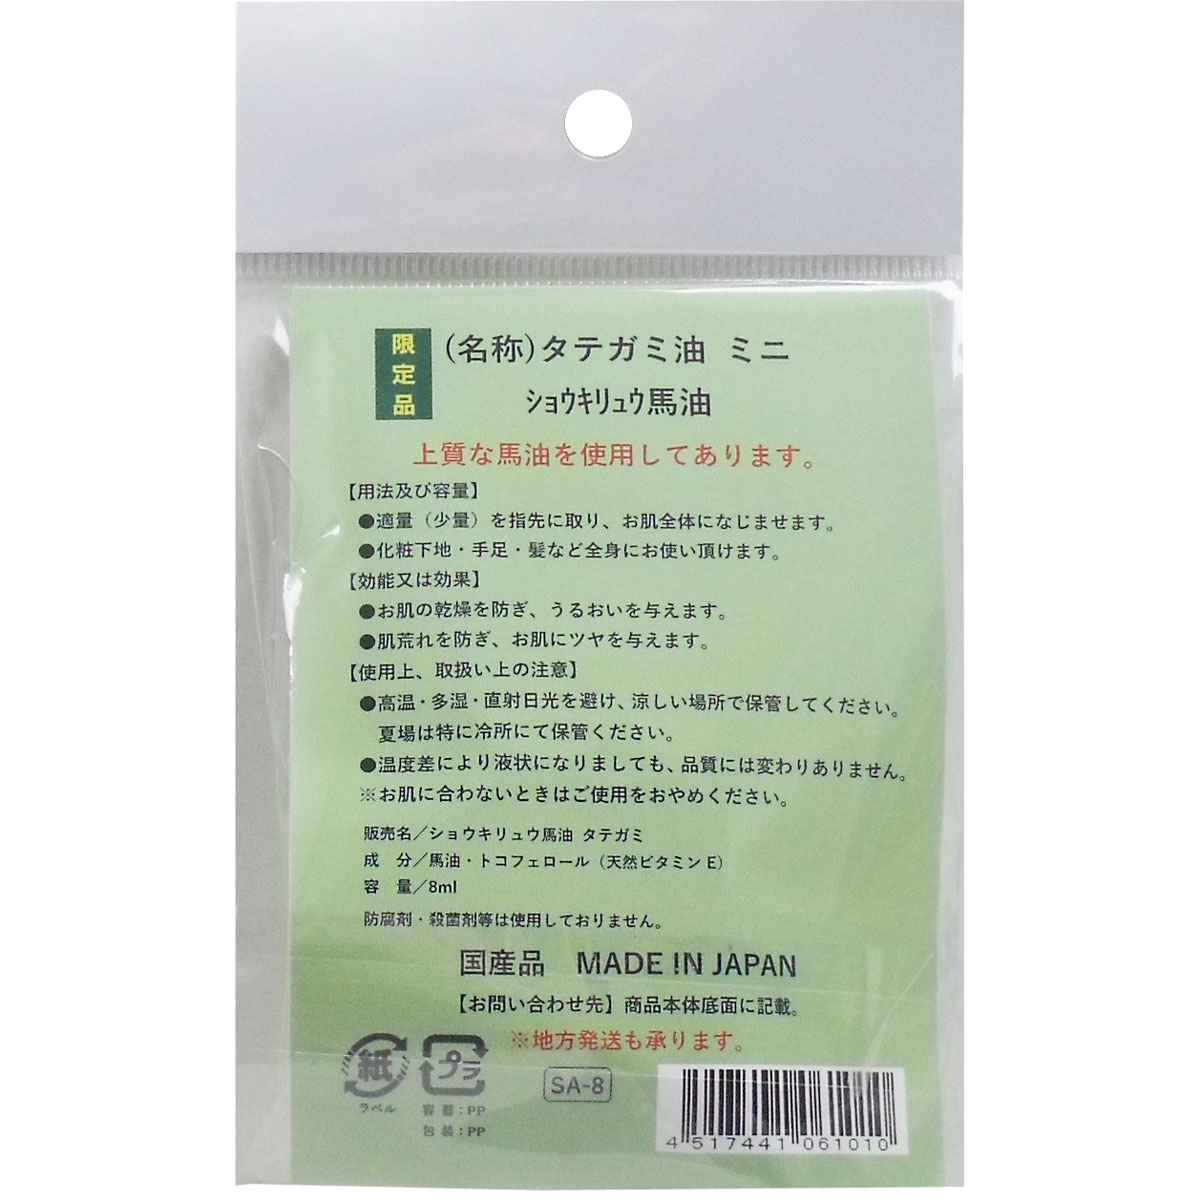 限定品
(名称)タテガミ油 ミニ
ｼｮｳｷﾘｭｳ馬油
上質な馬油を使用してあります。
【用法及び容量】
●適量（少量）を指先に取り、お肌全体になじませます。
●化粧下地・手足・髪など全身にお使い頂けます。
【効能又は効果】
●お肌の乾燥を防ぎ、うるおいを与えます。
●肌荒れを防ぎ、お肌にツヤを与えます。
【使用上、取扱い上の注意】
●高温・多湿・直射日光を避け、涼しい場所で保管してください。
夏場は特に冷所にて保管ください。
●温度差により液状になりましても、品質には変わりありません。
※お肌に合わないときはご使用をおやめください。
販売名／ショウキリュウ馬油 タテガミ
成　分／馬油・トコフェロール（天然ビタミンE）
容　量／8ml
防腐剤・殺菌剤等は使用しておりません。
国産品　MADE IN JAPAN
【お問い合わせ先】商品本体底面に記載。
※地方発送も承ります。
紙
ラベル
プラ
容器：PP
包装：PP
SA-8
4 517441 061010